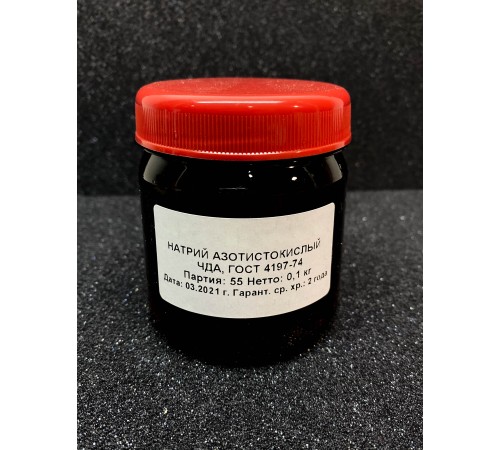 НАТРИЙ АЗОТИСТОКИСЛЫЙ
ЧДА, ГОСТ 4197-74
Партия: 55 Нетто: 0,1 кг
Дата: 03.2021 г. Гарант. ср. хр.: 2 года